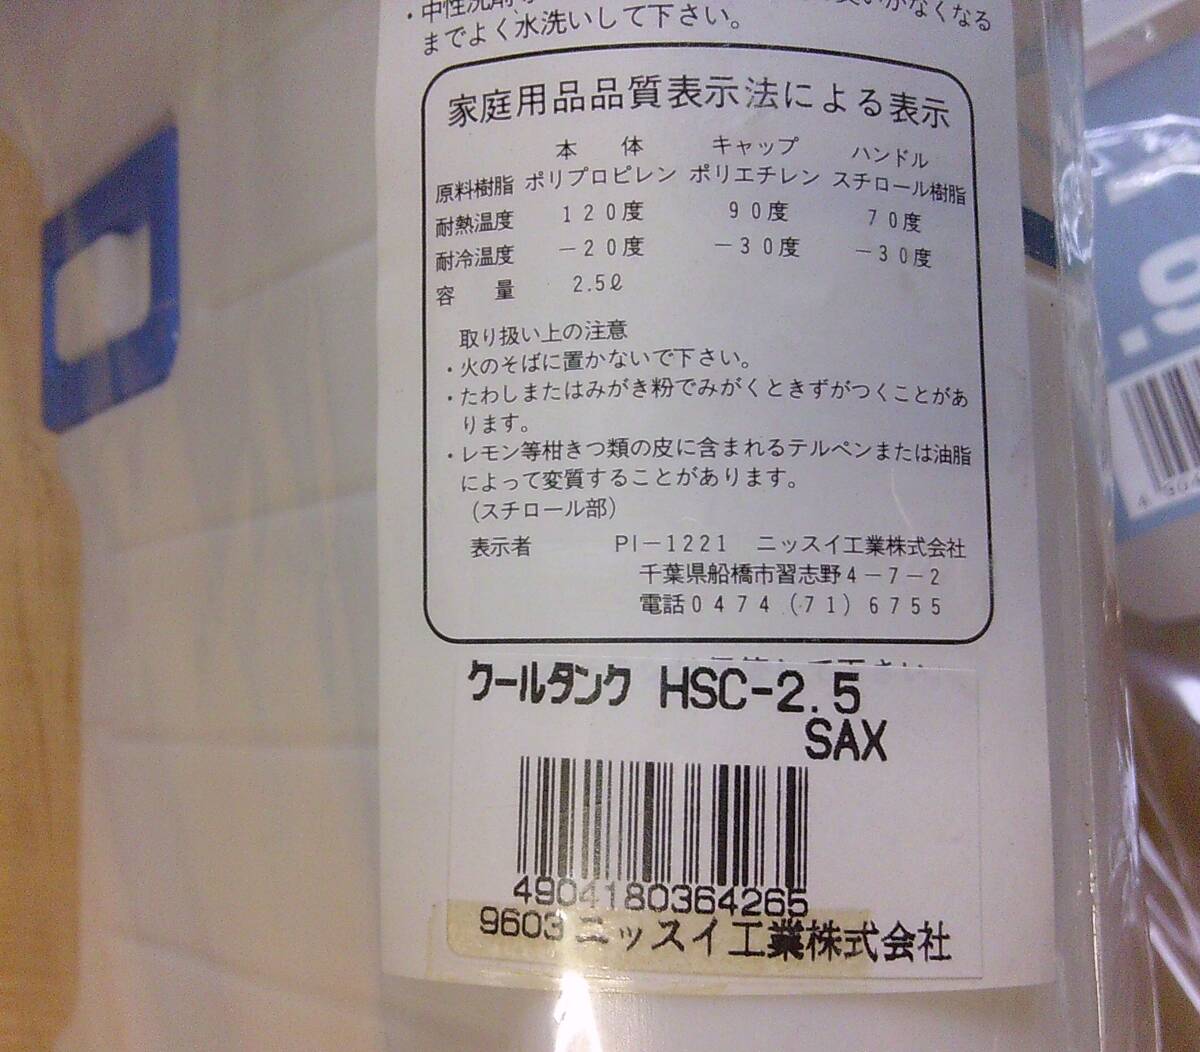 ・中性洗剤
がなくなる
までよく水洗いして下さい。
家庭用品品質表示法による表示
本 体 キャップ ハンドル
原料樹脂 ポリプロピレン ポリエチレン スチロール樹脂
耐熱温度 120度 90度 70度
耐冷温度 −20度 −30度 −30度
容 量 2.5ℓ
取り扱い上の注意
・火のそばに置かないで下さい。
・たわしまたはみがき粉でみがくときずがつくことがあ
ります。
・レモン等柑きつ類の皮に含まれるテルペンまたは油脂
によって変質することがあります。
(スチロール部)
表示者 PI−1221 ニッスイ工業株式会社
千葉県船橋市習志野4−7−2
電話0474(71)6755
クールタンク HSC-2.5
SAX
4904180364265
9603 ニッスイ工業株式会社
.9